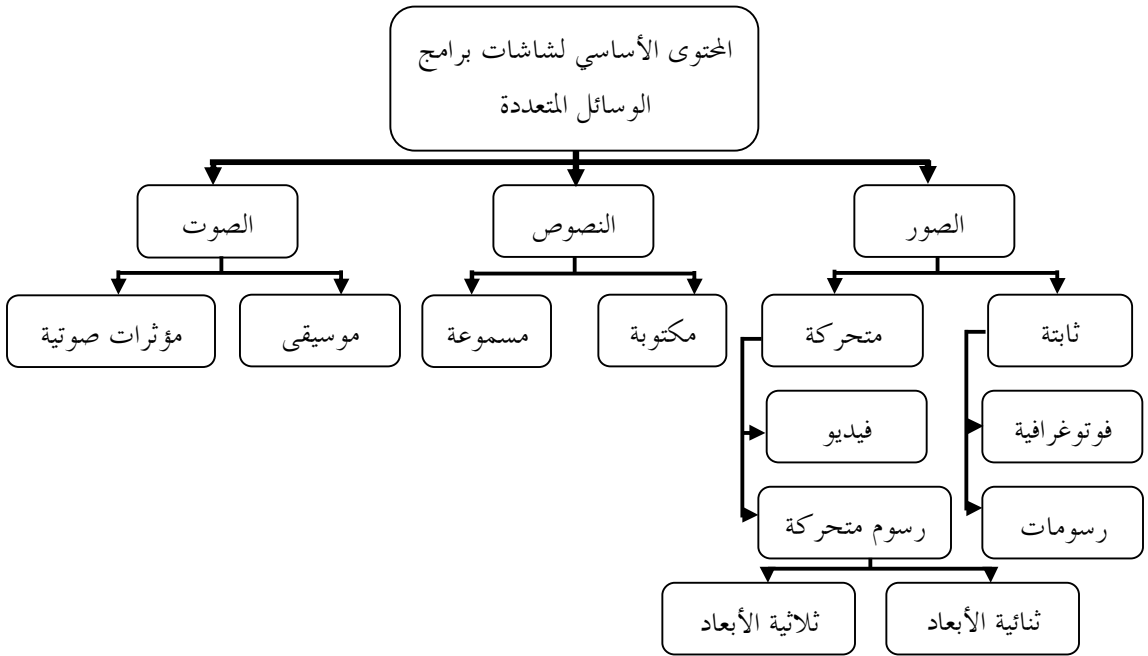 المحتوى الأساسي لشاشات برامج
الوسائل المتعددة
الصور
النصوص
الصوت
ثابتة
متحركة
مكتوبة
مسموعة
موسيقى
مؤثرات صوتية
فوتوغرافية
فيديو
رسومات
رسوم متحركة
ثنائية الأبعاد
ثلاثية الأبعاد